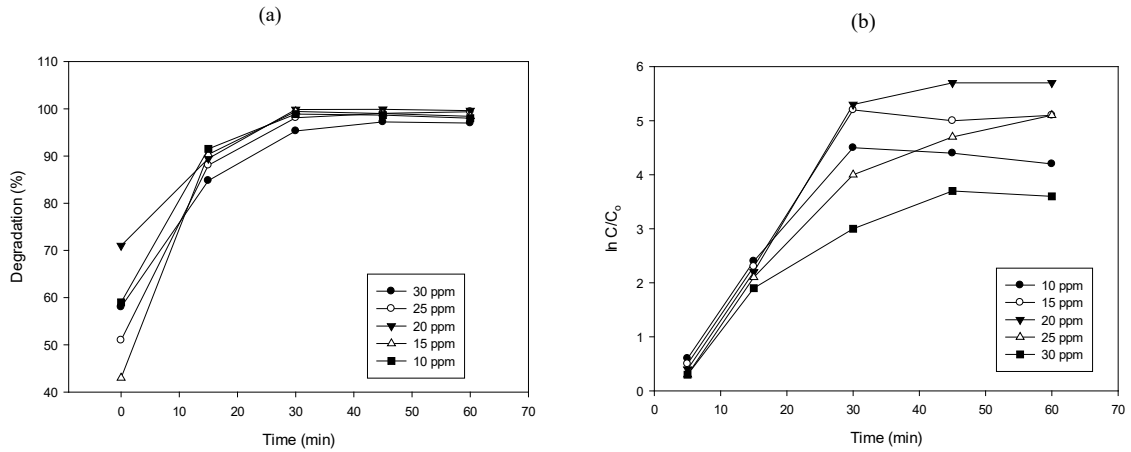 (a)
110
100
90
80
70
60
50
40
Degradation (%)
0 10 20 30 40 50 60 70
Time (min)
30 ppm
25 ppm
20 ppm
15 ppm
10 ppm
(b)
6
5
4
3
2
1
0
ln C/Co
0 10 20 30 40 50 60 70
Time (min)
10 ppm
15 ppm
20 ppm
25 ppm
30 ppm